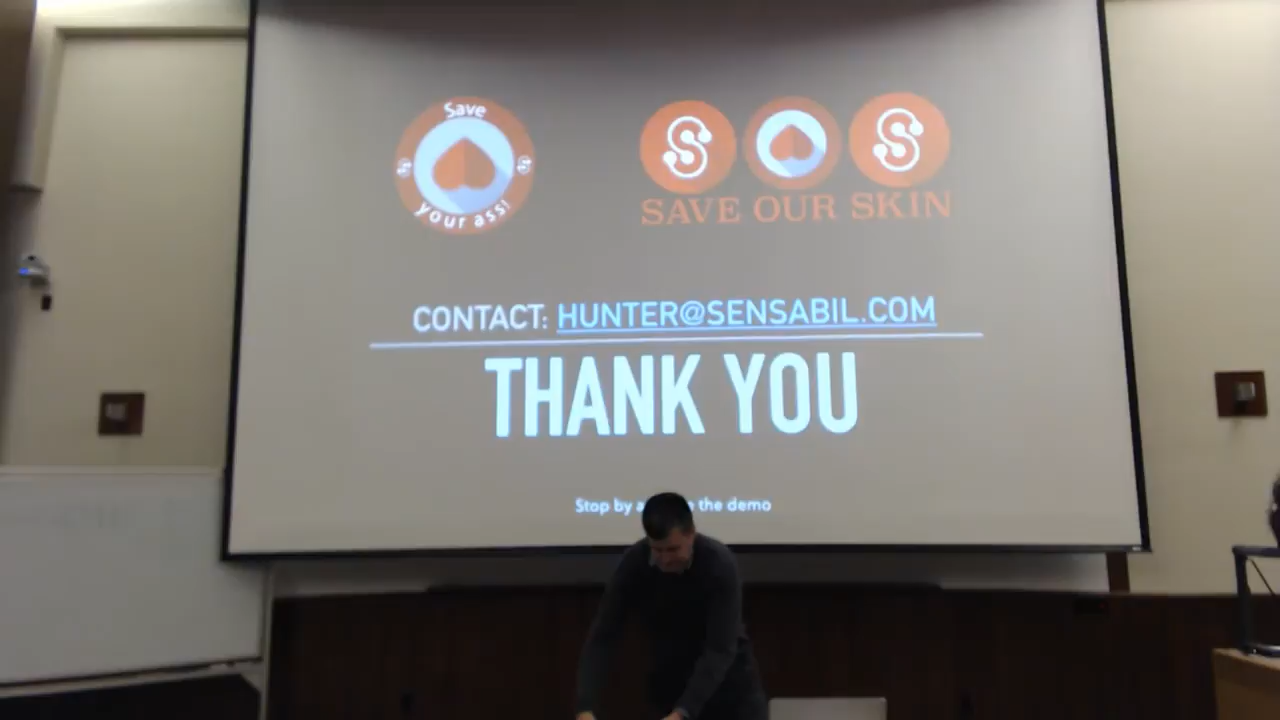 Save
your ass!
S S
SAVE OUR SKIN
CONTACT: HUNTER@SENSABIL.COM
THANK YOU
Stop by the demo